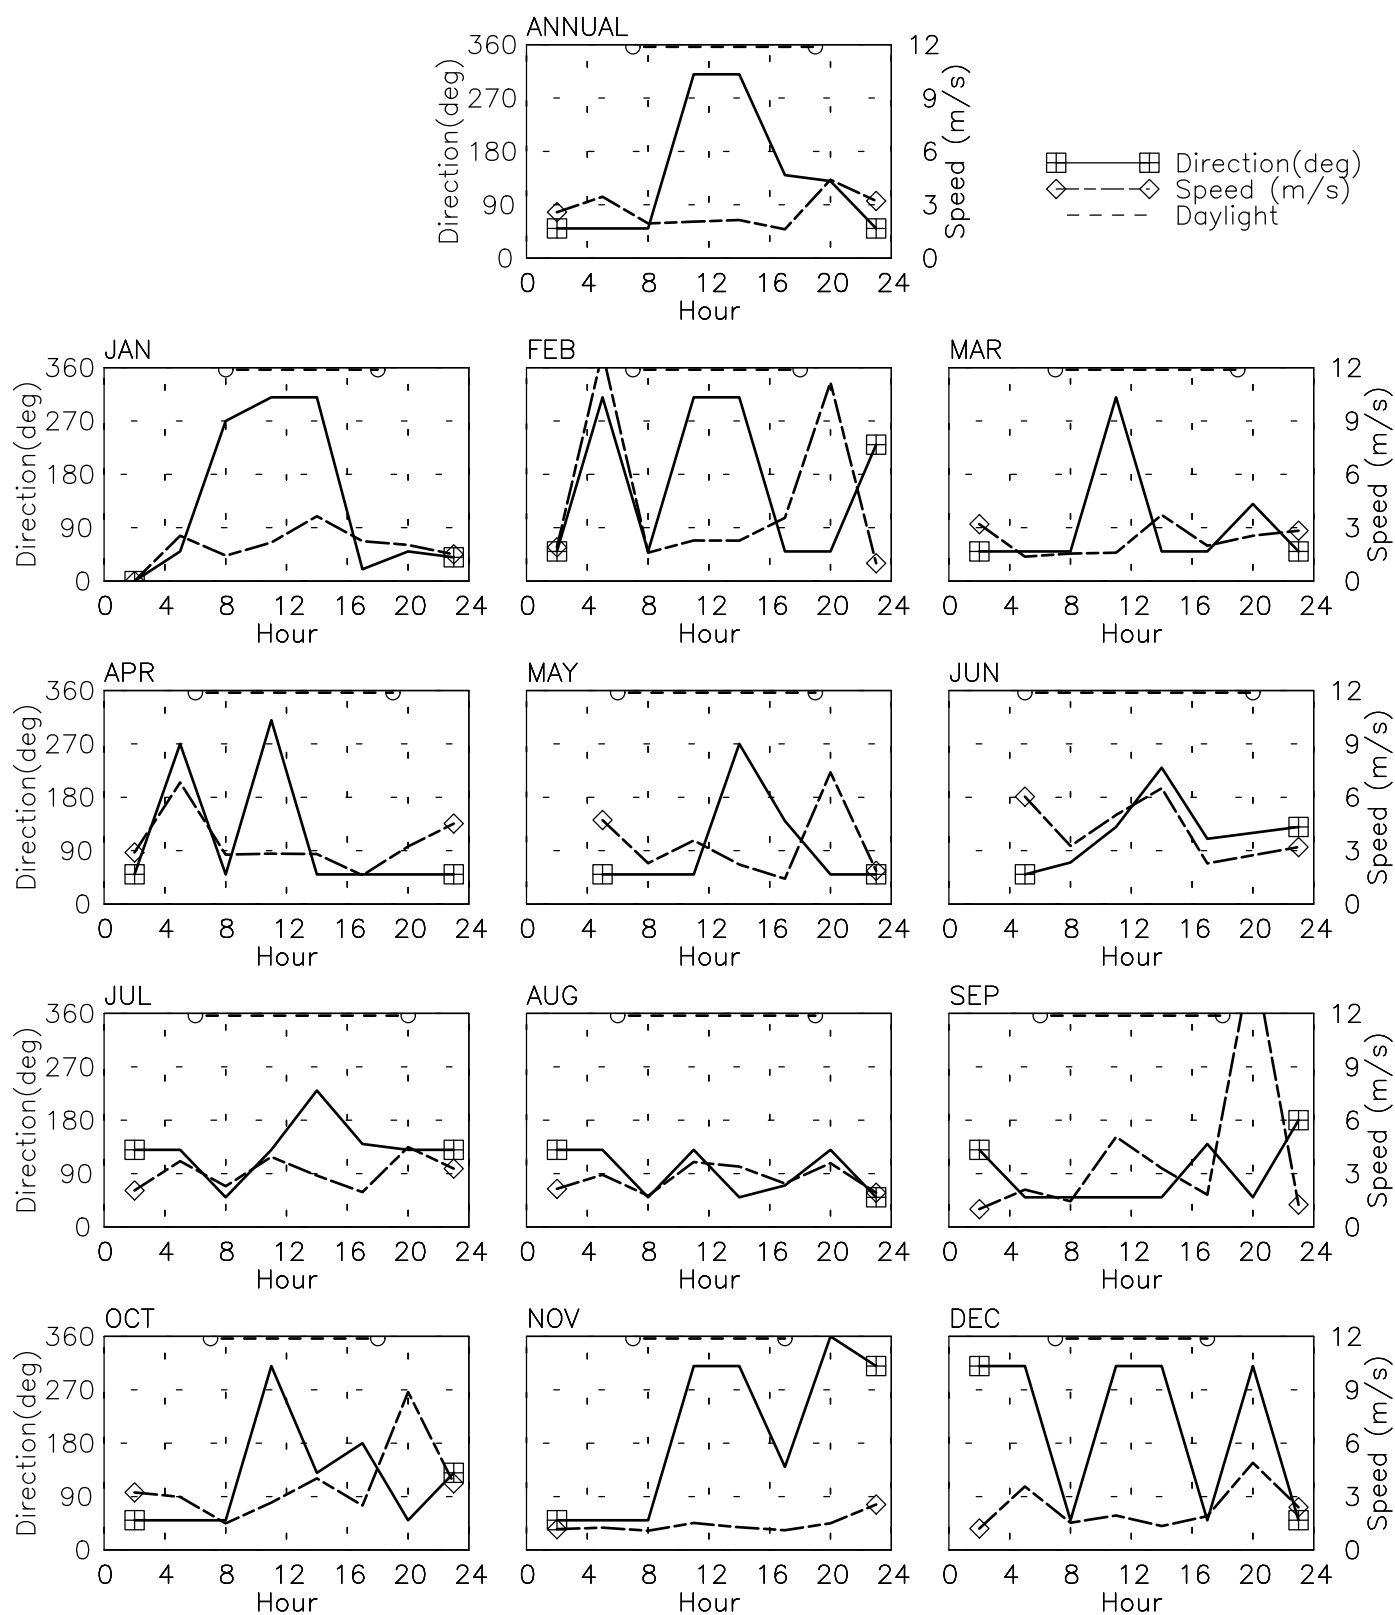 ANNUAL
360 12
270 9
180 6
90 3
0 0
Direction(deg)
Speed (m/s)
0 4 8 12 16 20 24
Hour
Direction(deg)
Speed (m/s)
Daylight
JAN FEB MAR
360 12
270 9
180 6
90 3
0 0
Direction(deg)
Speed (m/s)
0 4 8 12 16 20 24 0 4 8 12 16 20 24 0 4 8 12 16 20 24
Hour Hour Hour
APR MAY JUN
360 12
270 9
180 6
90 3
0 0
Direction(deg)
Speed (m/s)
0 4 8 12 16 20 24 0 4 8 12 16 20 24 0 4 8 12 16 20 24
Hour Hour Hour
JUL AUG SEP
360 12
270 9
180 6
90 3
0 0
Direction(deg)
Speed (m/s)
0 4 8 12 16 20 24 0 4 8 12 16 20 24 0 4 8 12 16 20 24
Hour Hour Hour
OCT NOV DEC
360 12
270 9
180 6
90 3
0 0
Direction(deg)
Speed (m/s)
0 4 8 12 16 20 24 0 4 8 12 16 20 24 0 4 8 12 16 20 24
Hour Hour Hour